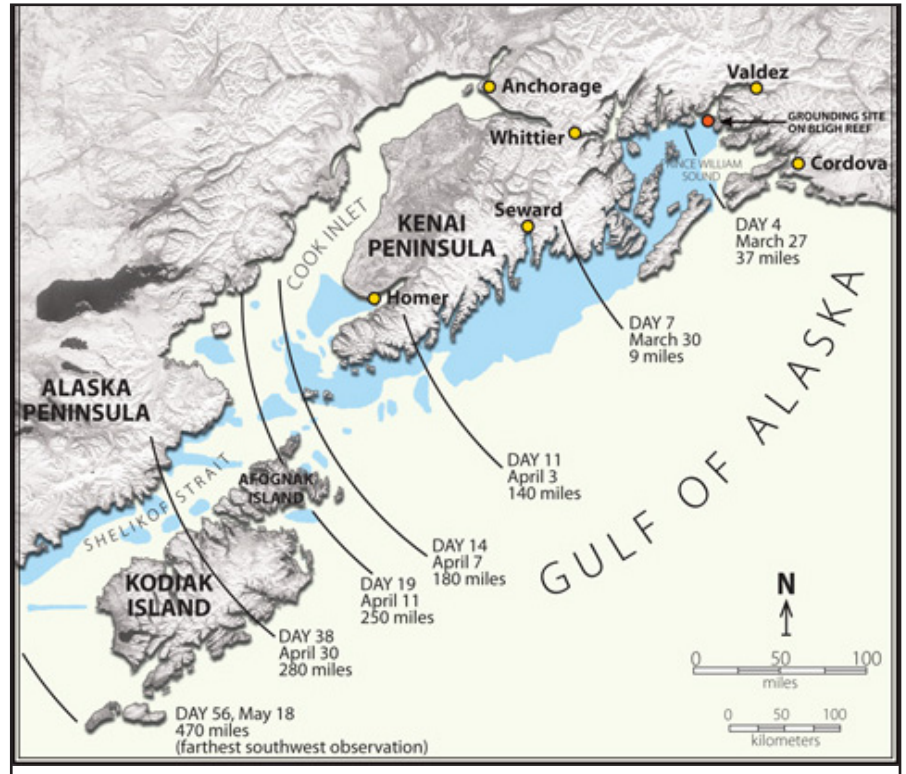 Anchorage
Valdez
GROUNDING SITE
ON BLIGH REEF
Whittier
PRINCE WILLIAM
SOUND
Cordova
COOK INLET
KENAI
PENINSULA
Seward
DAY 4
March 27
37 miles
Homer
DAY 7
March 30
9 miles
GULF OF ALASKA
ALASKA
PENINSULA
DAY 11
April 3
140 miles
SHELIKOF STRAIT
AFOGNAK
ISLAND
DAY 14
April 7
180 miles
KODIAK
ISLAND
DAY 19
April 11
250 miles
DAY 38
April 30
280 miles
N
0 50 100
miles
DAY 56, May 18
470 miles
(farthest southwest observation)
0 50 100
kilometers